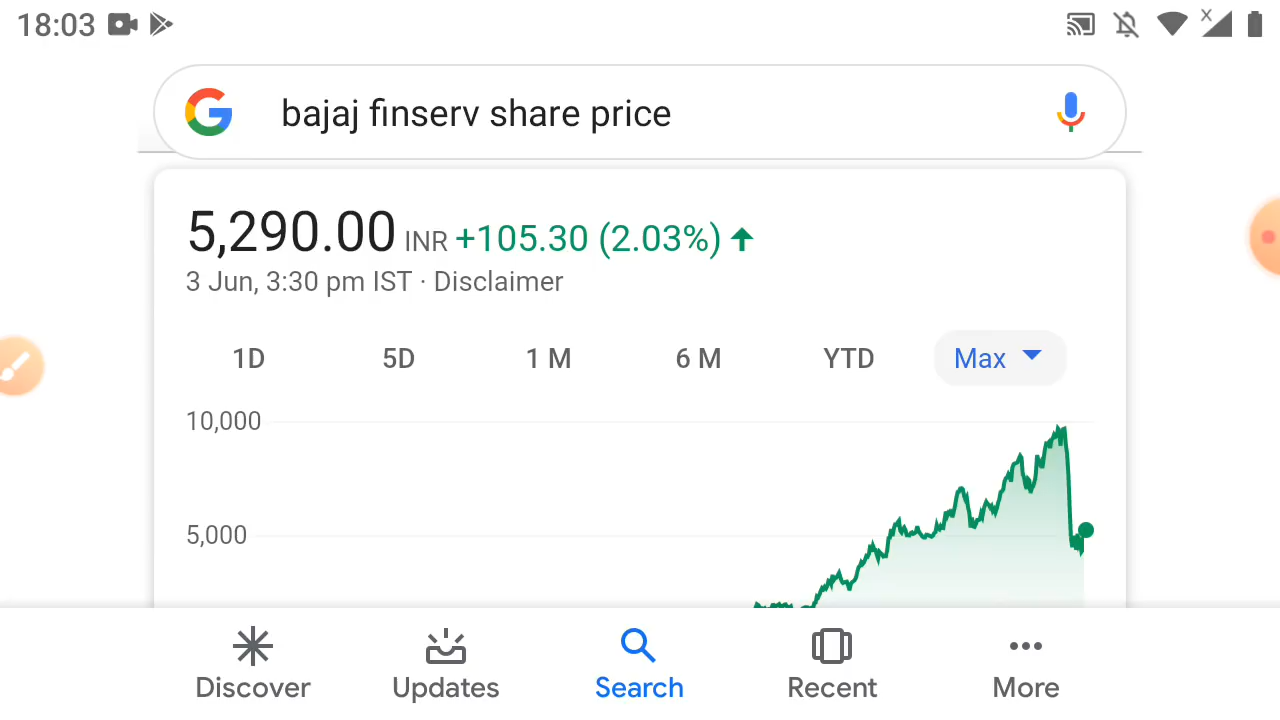 18:03
bajaj finserv share price
5,290.00 INR +105.30 (2.03%)
3 Jun, 3:30 pm IST · Disclaimer
1D 5D 1 M 6 M YTD Max
10,000
5,000
Discover Updates Search Recent More